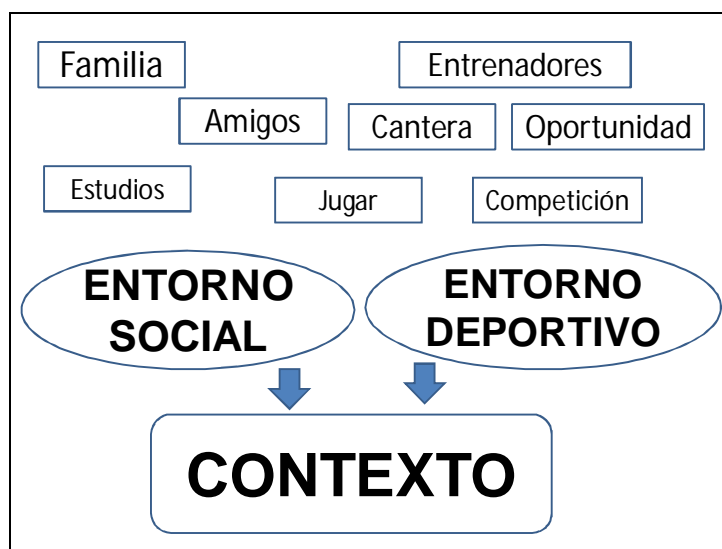 Familia
Entrenadores
Amigos
Cantera
Oportunidad
Estudios
Jugar
Competición
ENTORNO
SOCIAL
ENTORNO
DEPORTIVO
CONTEXTO